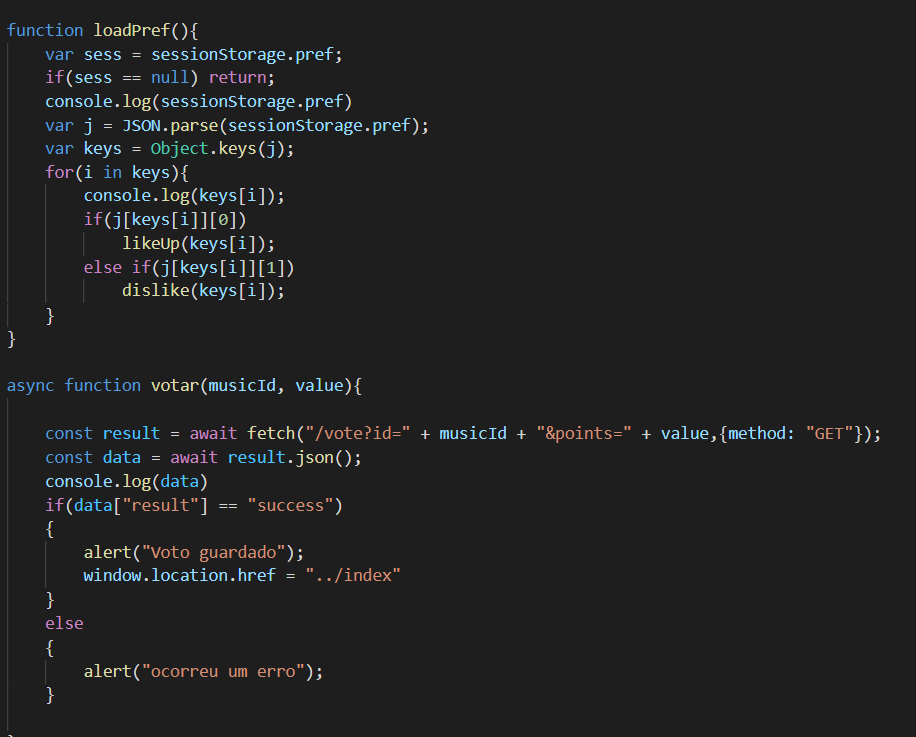 function loadPref(){
    var sess = sessionStorage.pref;
    if(sess == null) return;
    console.log(sessionStorage.pref)
    var j = JSON.parse(sessionStorage.pref);
    var keys = Object.keys(j);
    for(i in keys){
        console.log(keys[i]);
        if(j[keys[i]][0])
            likeUp(keys[i]);
        else if(j[keys[i]][1])
            dislike(keys[i]);
    }
}

async function votar(musicId, value){

    const result = await fetch("/vote?id=" + musicId + "&points=" + value,{method: "GET"});
    const data = await result.json();
    console.log(data)
    if(data["result"] == "success")
    {
        alert("Voto guardado");
        window.location.href = "../index"
    }
    else
    {
        alert("ocorreu um erro");
    }